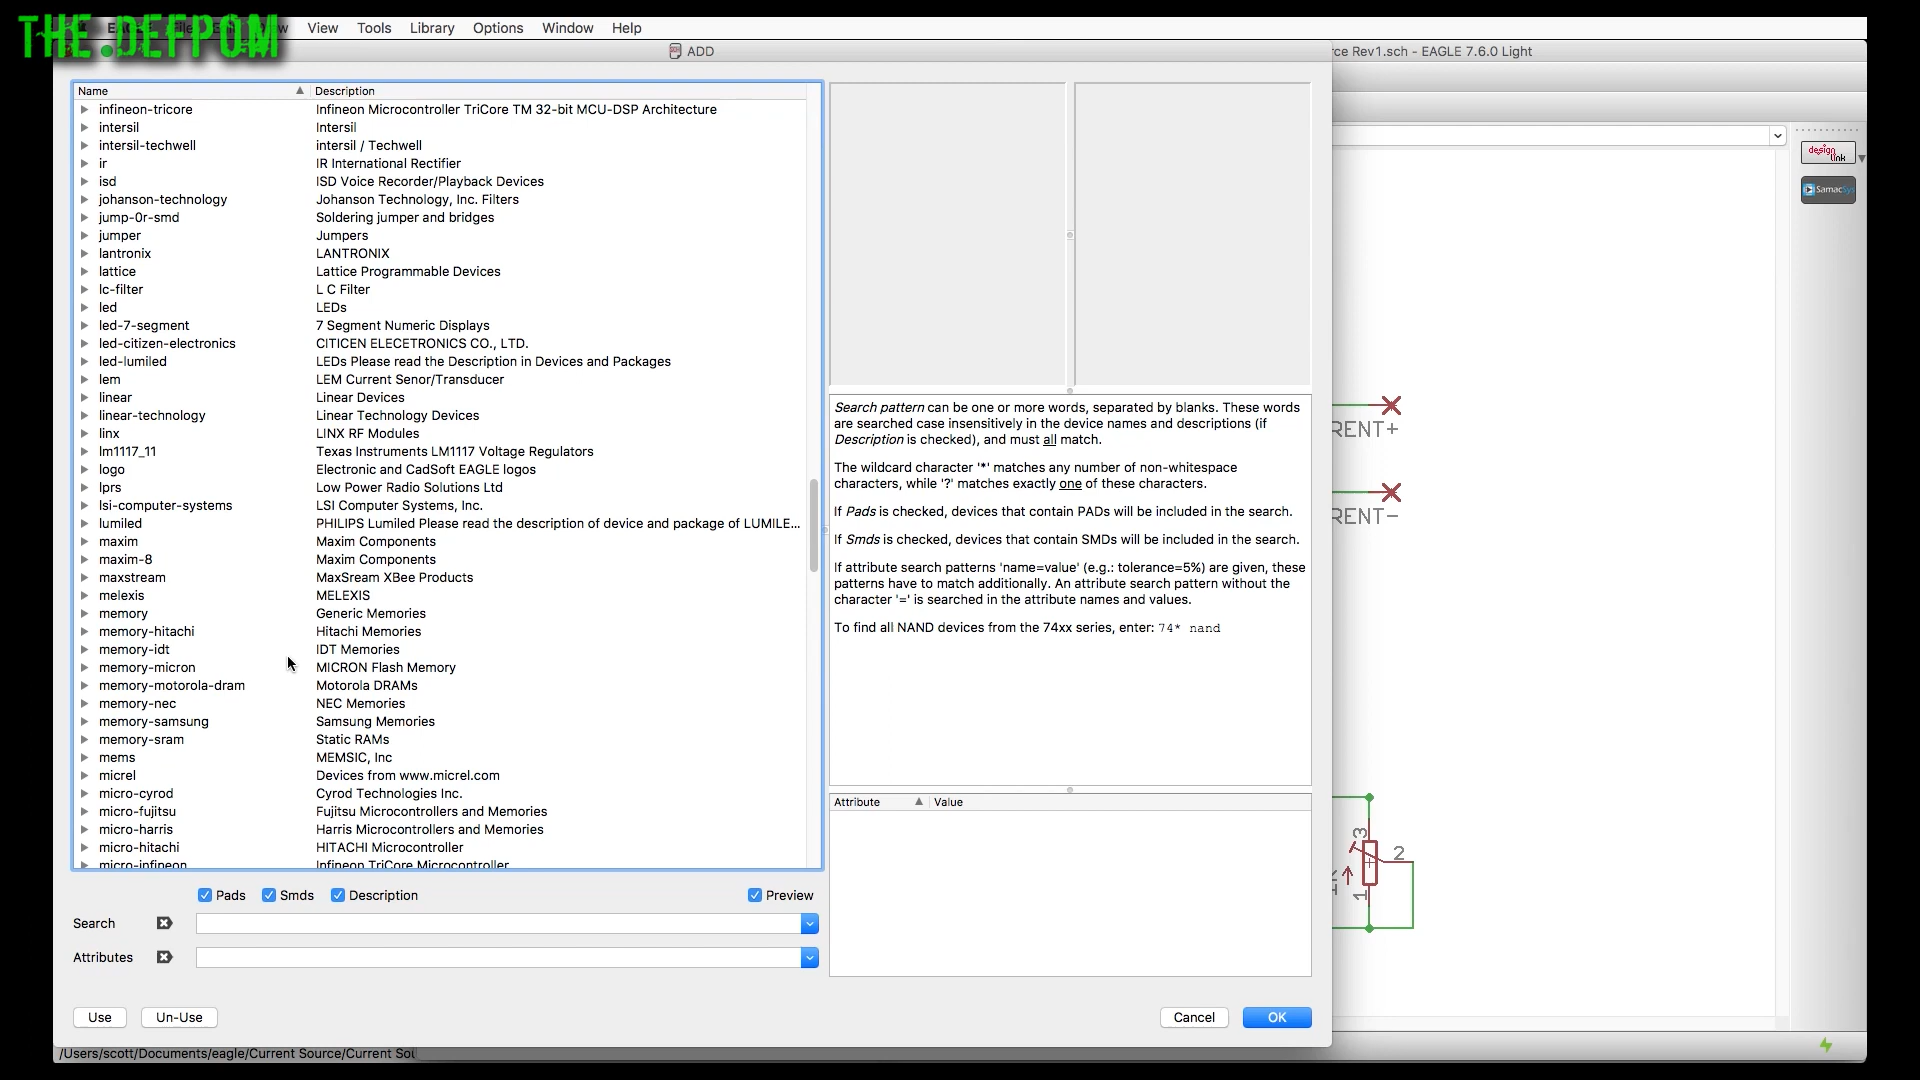 THE DEFPOM
View Tools Library Options Window Help
ADD
rce Rev1.sch - EAGLE 7.6.0 Light
Name Description
infineon-tricore Infineon Microcontroller TriCore TM 32-bit MCU-DSP Architecture
intersil Intersil
intersil-techwell intersil / Techwell
ir IR International Rectifier
isd ISD Voice Recorder/Playback Devices
johanson-technology Johanson Technology, Inc. Filters
jump-0r-smd Soldering jumper and bridges
jumper Jumpers
lantronix LANTRONIX
lattice Lattice Programmable Devices
lc-filter L C Filter
led LEDs
led-7-segment 7 Segment Numeric Displays
led-citizen-electronics CITICEN ELECETRONICS CO., LTD.
led-lumiled LEDs Please read the Description in Devices and Packages
lem LEM Current Senor/Transducer
linear Linear Devices
linear-technology Linear Technology Devices
linx LINX RF Modules
lm1117_11 Texas Instruments LM1117 Voltage Regulators
logo Electronic and CadSoft EAGLE logos
lprs Low Power Radio Solutions Ltd
lsi-computer-systems LSI Computer Systems, Inc.
lumiled PHILIPS Lumiled Please read the description of device and package of LUMILE...
maxim Maxim Components
maxim-8 Maxim Components
maxstream MaxSream XBee Products
melexis MELEXIS
memory Generic Memories
memory-hitachi Hitachi Memories
memory-idt IDT Memories
memory-micron MICRON Flash Memory
memory-motorola-dram Motorola DRAMs
memory-nec NEC Memories
memory-samsung Samsung Memories
memory-sram Static RAMs
mems MEMSIC, Inc
micrel Devices from www.micrel.com
micro-cyrod Cyrod Technologies Inc.
micro-fujitsu Fujitsu Microcontrollers and Memories
micro-harris Harris Microcontrollers and Memories
micro-hitachi HITACHI Microcontroller
micro-infineon Infineon TriCore Microcontroller
Pads Smds Description Preview
Search
Attributes
Use Un-Use
Search pattern can be one or more words, separated by blanks. These words
are searched case insensitively in the device names and descriptions (if
Description is checked), and must all match.
The wildcard character '*' matches any number of non-whitespace
characters, while '?' matches exactly one of these characters.
If Pads is checked, devices that contain PADs will be included in the search.
If Smds is checked, devices that contain SMDs will be included in the search.
If attribute search patterns 'name=value' (e.g.: tolerance=5%) are given, these
patterns have to match additionally. An attribute search pattern without the
character '=' is searched in the attribute names and values.
To find all NAND devices from the 74xx series, enter: 74* nand
Attribute Value
Cancel OK
design link
SamacSys
RENT+
RENT-
3
2
1
/Users/scott/Documents/eagle/Current Source/Current Sou